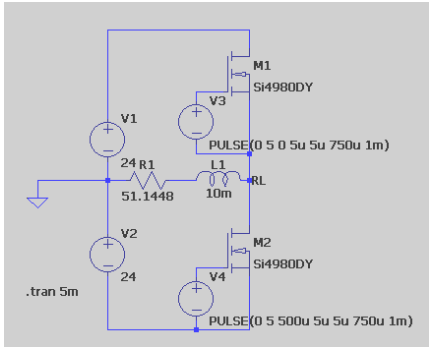 M1
Si4980DY
V3
PULSE(0 5 0 5u 5u 750u 1m)
V1
24
R1
51.1448
L1
10m
RL
V2
24
M2
Si4980DY
V4
PULSE(0 5 500u 5u 5u 750u 1m)
.tran 5m